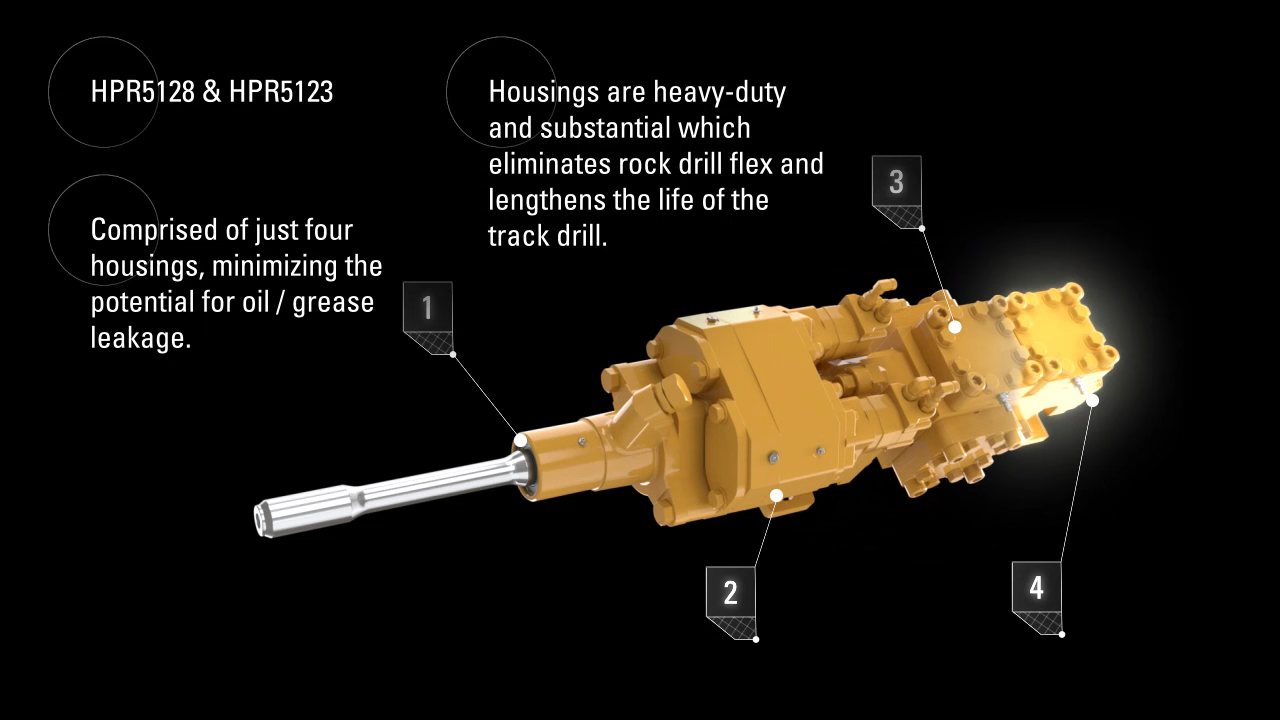 HPR5128 & HPR5123
Comprised of just four
housings, minimizing the
potential for oil / grease
leakage.
Housings are heavy-duty
and substantial which
eliminates rock drill flex and
lengthens the life of the
track drill.
1
2
3
4